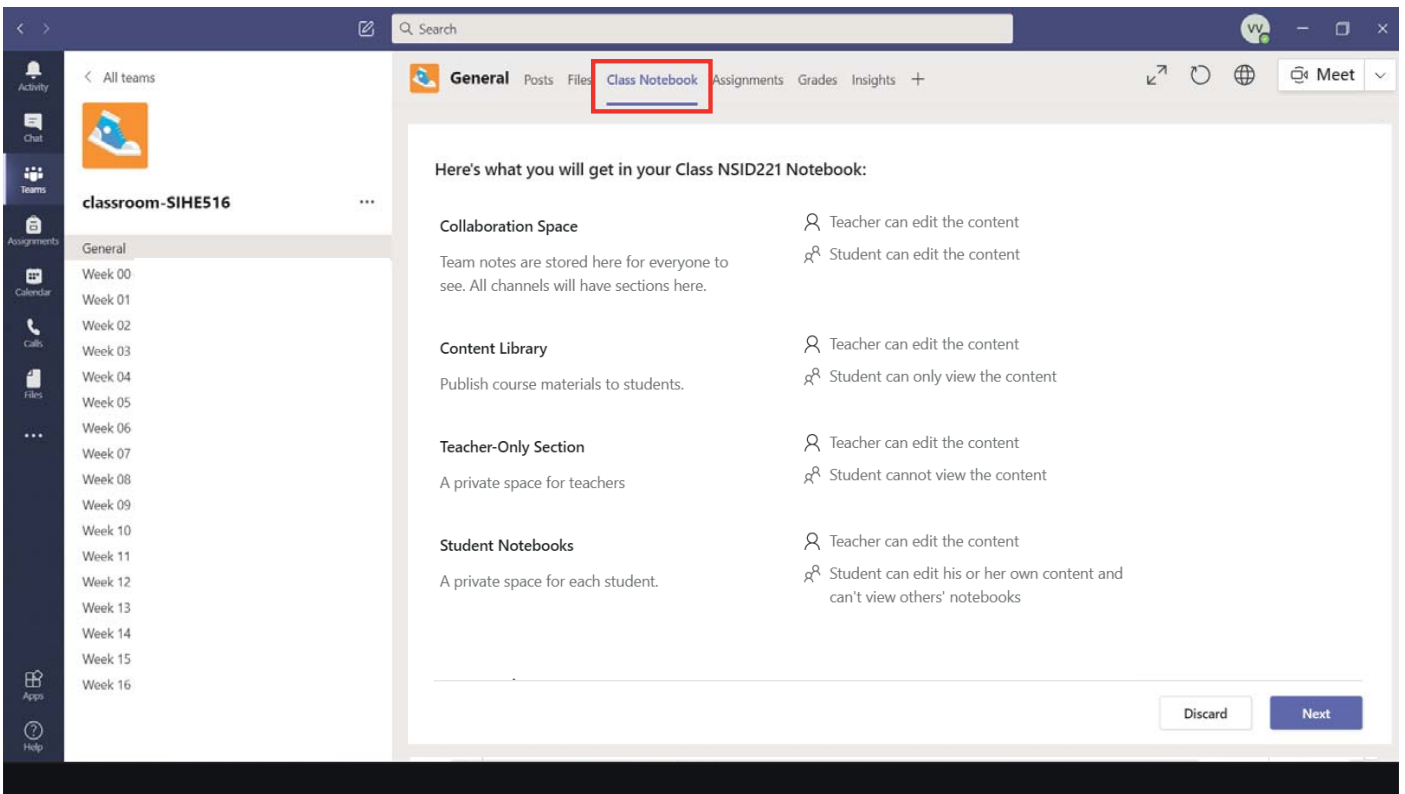 Search
VV
Activity
Chat
Teams
Assignments
Calendar
Calls
Files
Apps
Help
All teams
classroom-SIHE516
General
Week 00
Week 01
Week 02
Week 03
Week 04
Week 05
Week 06
Week 07
Week 08
Week 09
Week 10
Week 11
Week 12
Week 13
Week 14
Week 15
Week 16
General Posts Files Class Notebook Assignments Grades Insights +
Meet
Here's what you will get in your Class NSID221 Notebook:
Collaboration Space
Team notes are stored here for everyone to
see. All channels will have sections here.
Teacher can edit the content
Student can edit the content
Content Library
Publish course materials to students.
Teacher can edit the content
Student can only view the content
Teacher-Only Section
A private space for teachers
Teacher can edit the content
Student cannot view the content
Student Notebooks
A private space for each student.
Teacher can edit the content
Student can edit his or her own content and
can't view others' notebooks
Discard
Next